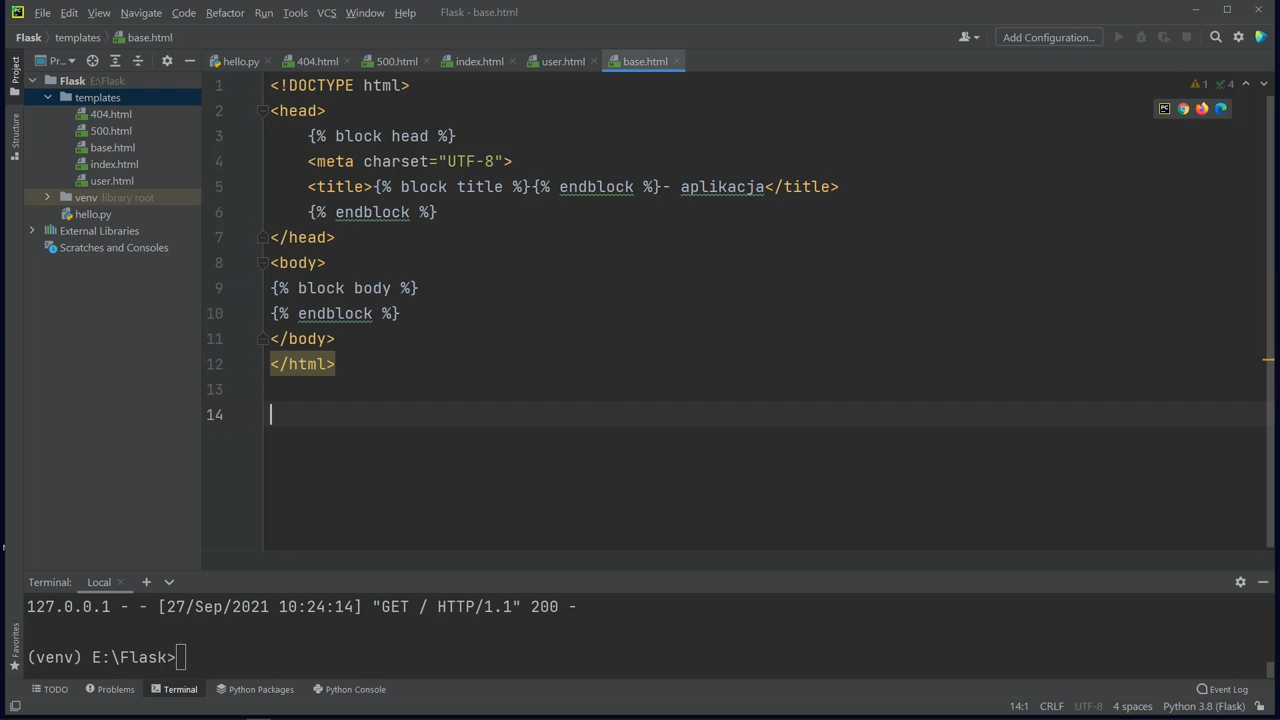 File Edit View Navigate Code Refactor Run Tools VCS Window Help Flask - base.html
Flask templates base.html Add Configuration...
Project
Pr...
hello.py 404.html 500.html index.html user.html base.html
Flask E:\Flask
templates
404.html
500.html
base.html
index.html
user.html
venv library root
hello.py
External Libraries
Scratches and Consoles
Structure
1 <!DOCTYPE html>
2 <head>
3 {% block head %}
4 <meta charset="UTF-8">
5 <title>{% block title %}{% endblock %}- aplikacja</title>
6 {% endblock %}
7 </head>
8 <body>
9 {% block body %}
10 {% endblock %}
11 </body>
12 </html>
13
14
1 4
Terminal: Local
127.0.0.1 - - [27/Sep/2021 10:24:14] "GET / HTTP/1.1" 200 -
(venv) E:\Flask>
Favorites
TODO Problems Terminal Python Packages Python Console Event Log
14:1 CRLF UTF-8 4 spaces Python 3.8 (Flask)